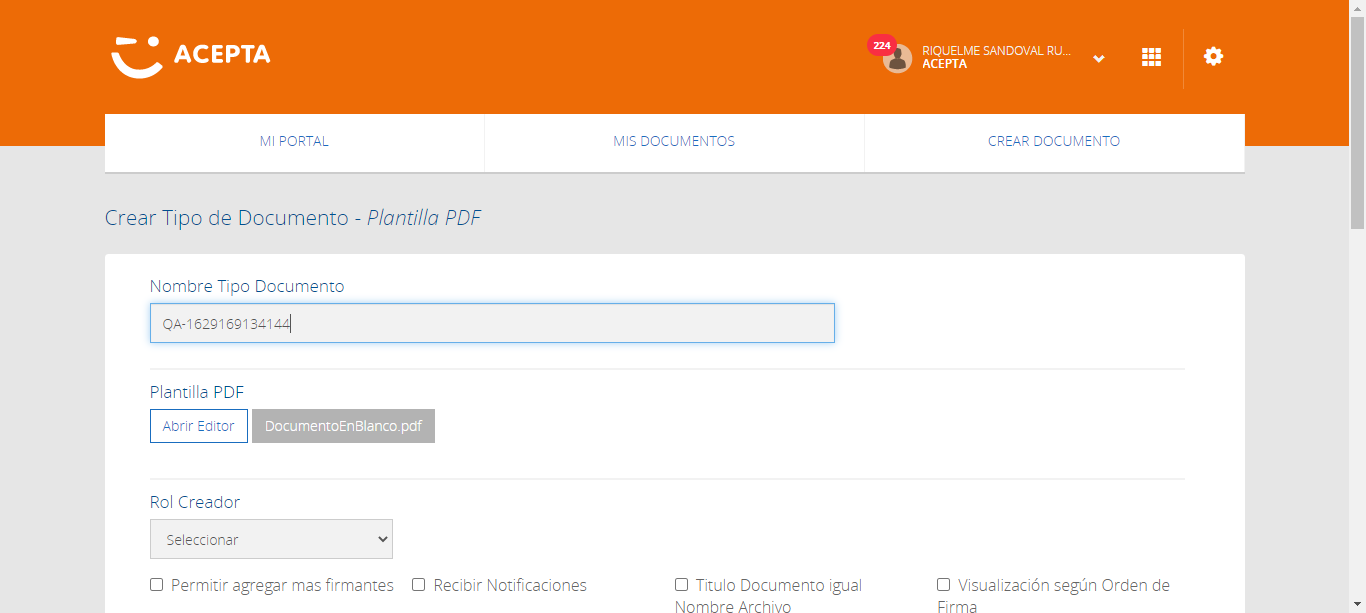 ACEPTA
224
RIQUELME SANDOVAL RU...
ACEPTA
MI PORTAL
MIS DOCUMENTOS
CREAR DOCUMENTO
Crear Tipo de Documento - Plantilla PDF
Nombre Tipo Documento
QA-1629169134144
Plantilla PDF
Abrir Editor
DocumentoEnBlanco.pdf
Rol Creador
Seleccionar
Permitir agregar mas firmantes
Recibir Notificaciones
Titulo Documento igual
Nombre Archivo
Visualización según Orden de
Firma